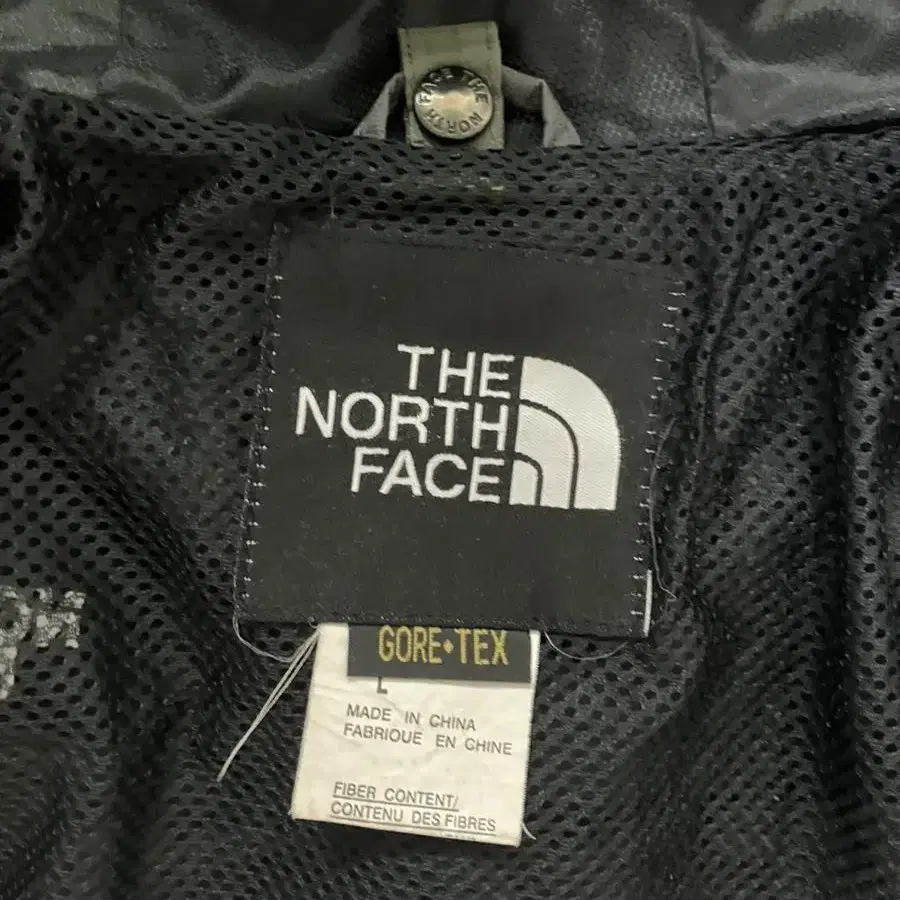 THE NORTH FACE
THE
NORTH
FACE
GORE-TEX
L
MADE IN CHINA
FABRIQUE EN CHINE
FIBER CONTENT/
CONTENU DES FIBRES